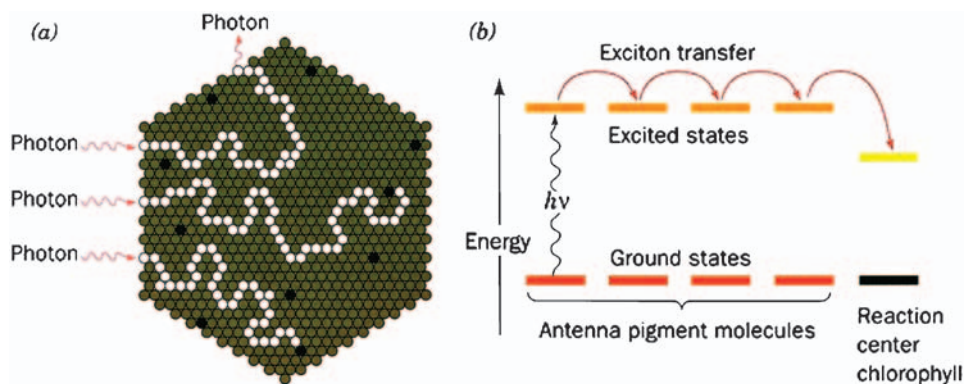 (a)
Photon
Photon
Photon
Photon
(b)
Exciton transfer
Excited states
hν
Energy
Ground states
Antenna pigment molecules
Reaction
center
chlorophyll